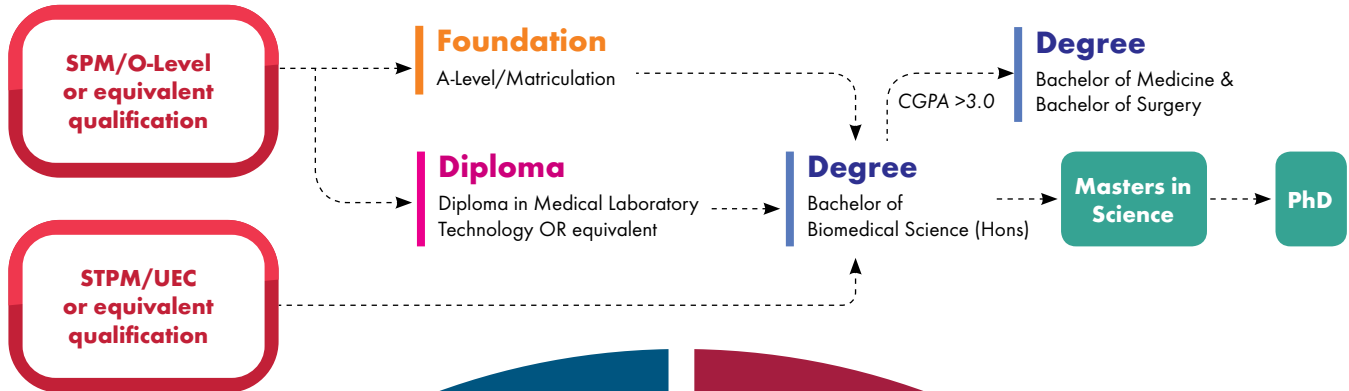 SPM/O-Level
or equivalent
qualification
Foundation
A-Level/Matriculation
CGPA >3.0
Degree
Bachelor of Medicine &
Bachelor of Surgery
Diploma
Diploma in Medical Laboratory
Technology OR equivalent
Degree
Bachelor of
Biomedical Science (Hons)
Masters in
Science
PhD
STPM/UEC
or equivalent
qualification